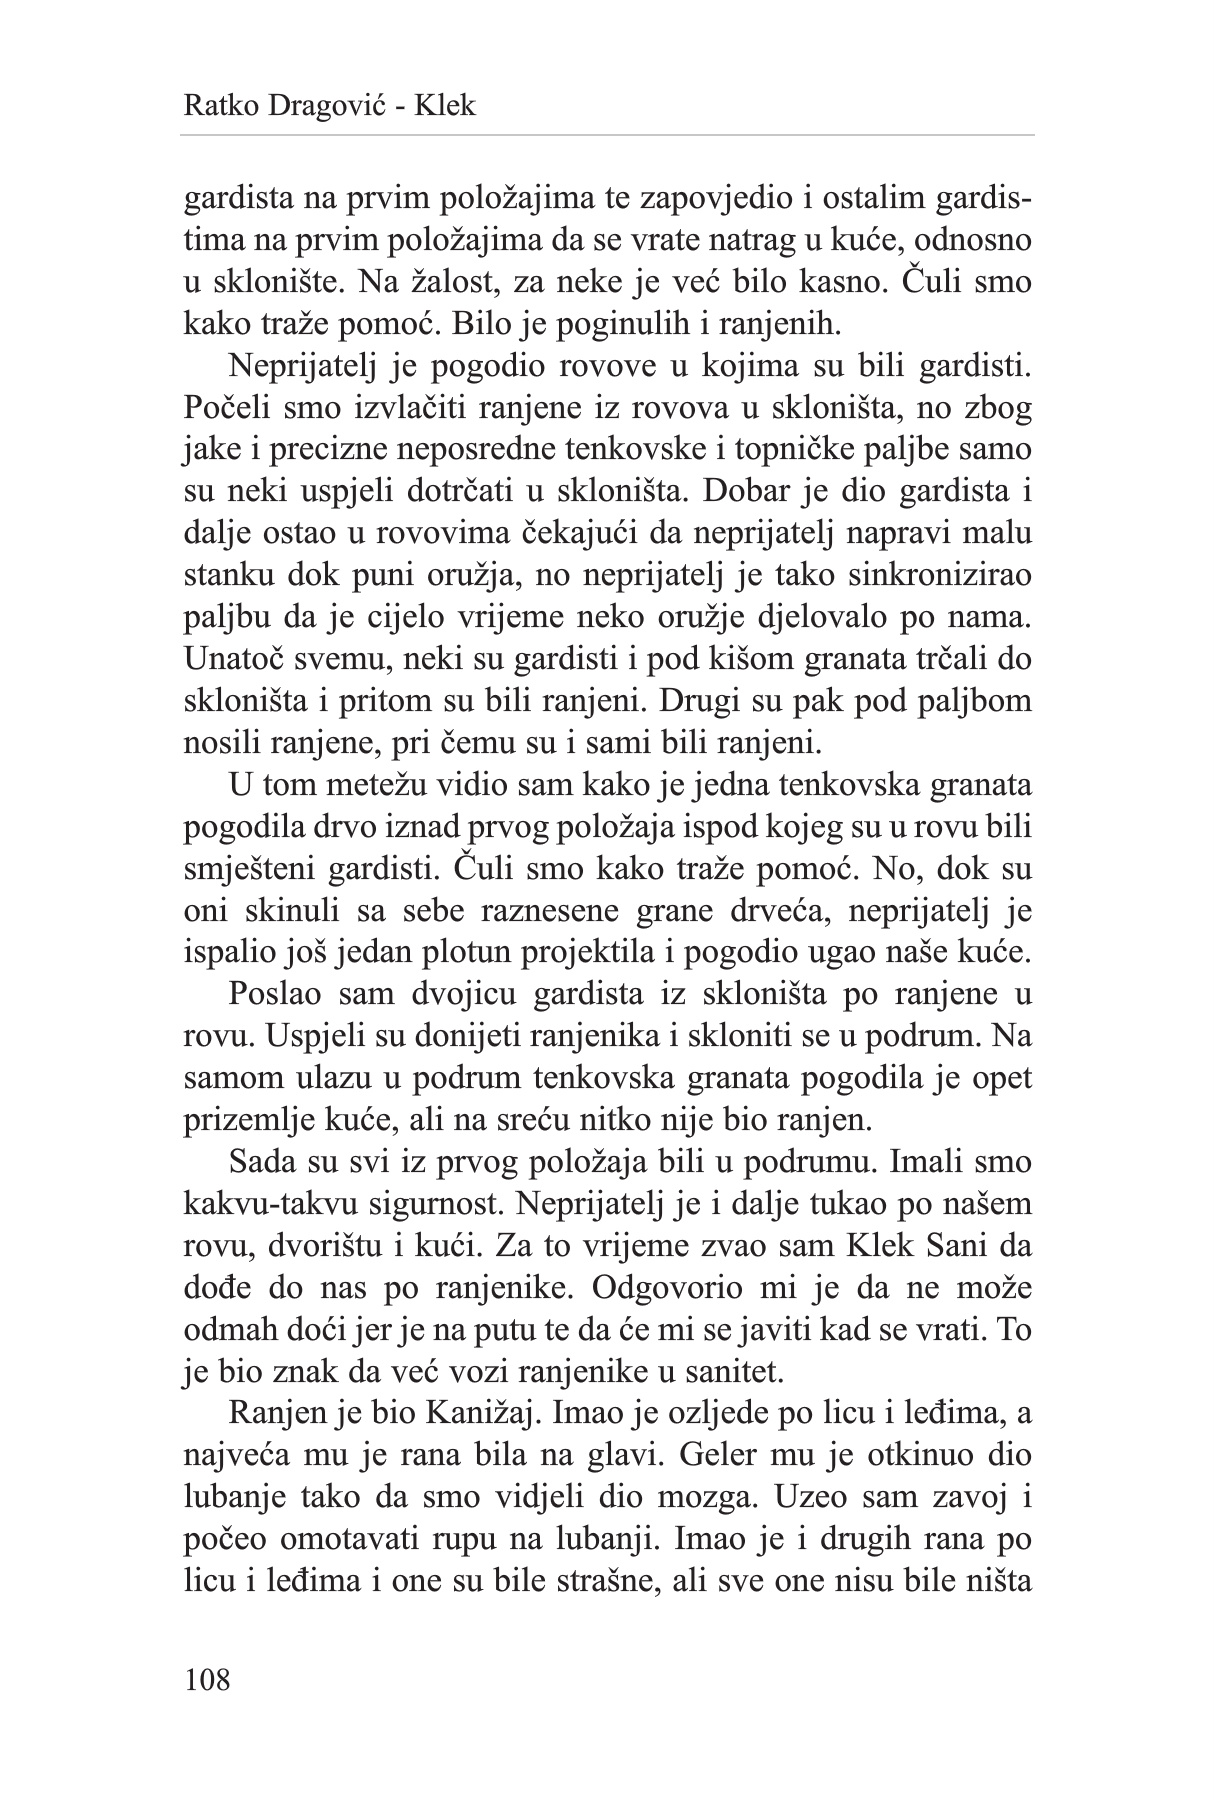 Ratko Dragović - Klek
gardista na prvim položajima te zapovjedio i ostalim gardis-
tima na prvim položajima da se vrate natrag u kuće, odnosno
u sklonište. Na žalost, za neke je već bilo kasno. Čuli smo
kako traže pomoć. Bilo je poginulih i ranjenih.
Neprijatelj je pogodio rovove u kojima su bili gardisti.
Počeli smo izvlačiti ranjene iz rovova u skloništa, no zbog
jake i precizne neposredne tenkovske i topničke paljbe samo
su neki uspjeli dotrčati u skloništa. Dobar je dio gardista i
dalje ostao u rovovima čekajući da neprijatelj napravi malu
stanku dok puni oružja, no neprijatelj je tako sinkronizirao
paljbu da je cijelo vrijeme neko oružje djelovalo po nama.
Unatoč svemu, neki su gardisti i pod kišom granata trčali do
skloništa i pritom su bili ranjeni. Drugi su pak pod paljbom
nosili ranjene, pri čemu su i sami bili ranjeni.
U tom metežu vidio sam kako je jedna tenkovska granata
pogodila drvo iznad prvog položaja ispod kojeg su u rovu bili
smješteni gardisti. Čuli smo kako traže pomoć. No, dok su
oni skinuli sa sebe raznesene grane drveća, neprijatelj je
ispalio još jedan plotun projektila i pogodio ugao naše kuće.
Poslao sam dvojicu gardista iz skloništa po ranjene u
rovu. Uspjeli su donijeti ranjenika i skloniti se u podrum. Na
samom ulazu u podrum tenkovska granata pogodila je opet
prizemlje kuće, ali na sreću nitko nije bio ranjen.
Sada su svi iz prvog položaja bili u podrumu. Imali smo
kakvu-takvu sigurnost. Neprijatelj je i dalje tukao po našem
rovu, dvorištu i kući. Za to vrijeme zvao sam Klek Sani da
dođe do nas po ranjenike. Odgovorio mi je da ne može
odmah doći jer je na putu te da će mi se javiti kad se vrati. To
je bio znak da već vozi ranjenike u sanitet.
Ranjen je bio Kanižaj. Imao je ozljede po licu i leđima, a
najveća mu je rana bila na glavi. Geler mu je otkinuo dio
lubanje tako da smo vidjeli dio mozga. Uzeo sam zavoj i
počeo omotavati rupu na lubanji. Imao je i drugih rana po
licu i leđima i one su bile strašne, ali sve one nisu bile ništa
108